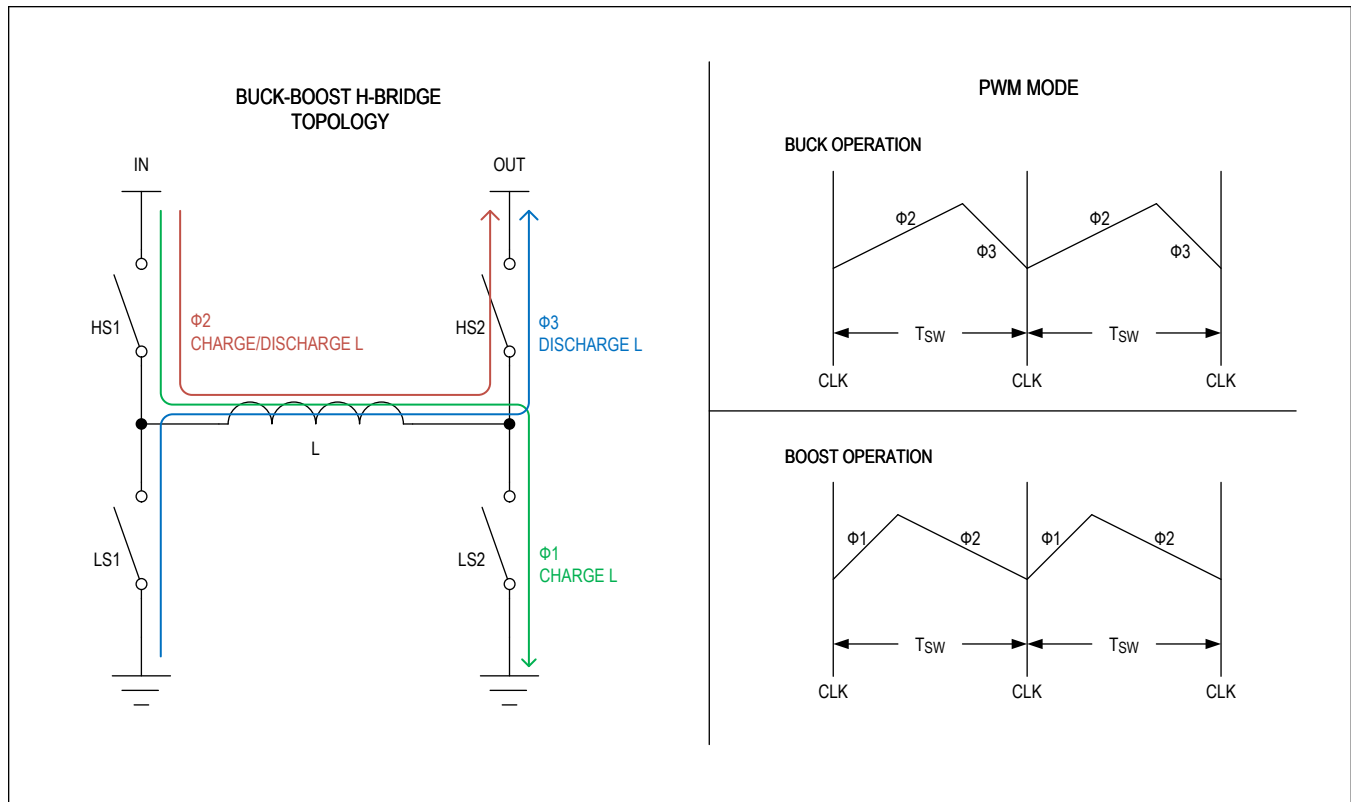 BUCK-BOOST H-BRIDGE
TOPOLOGY
IN
OUT
HS1
Φ2
CHARGE/DISCHARGE L
HS2
Φ3
DISCHARGE L
L
LS1
LS2
Φ1
CHARGE L
PWM MODE
BUCK OPERATION
Φ2
Φ3
Φ2
Φ3
TSW
TSW
CLK
CLK
CLK
BOOST OPERATION
Φ1
Φ2
Φ1
Φ2
TSW
TSW
CLK
CLK
CLK